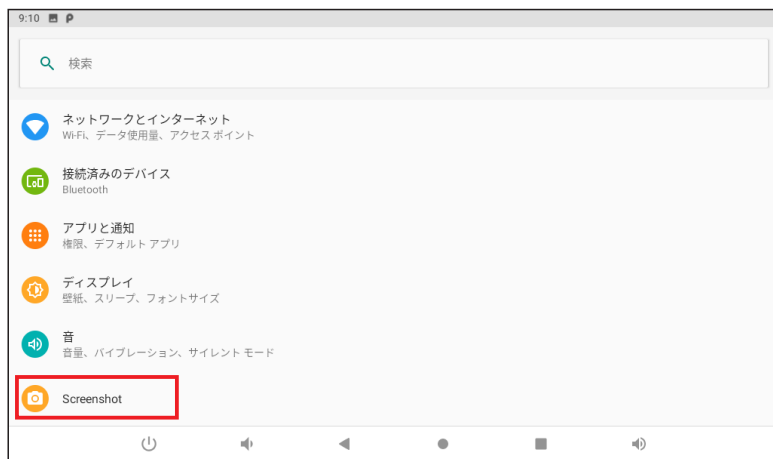 9:10
検索
ネットワークとインターネット
Wi-Fi、データ使用量、アクセス ポイント
接続済みのデバイス
Bluetooth
アプリと通知
権限、デフォルト アプリ
ディスプレイ
壁紙、スリープ、フォントサイズ
音
音量、バイブレーション、サイレント モード
Screenshot